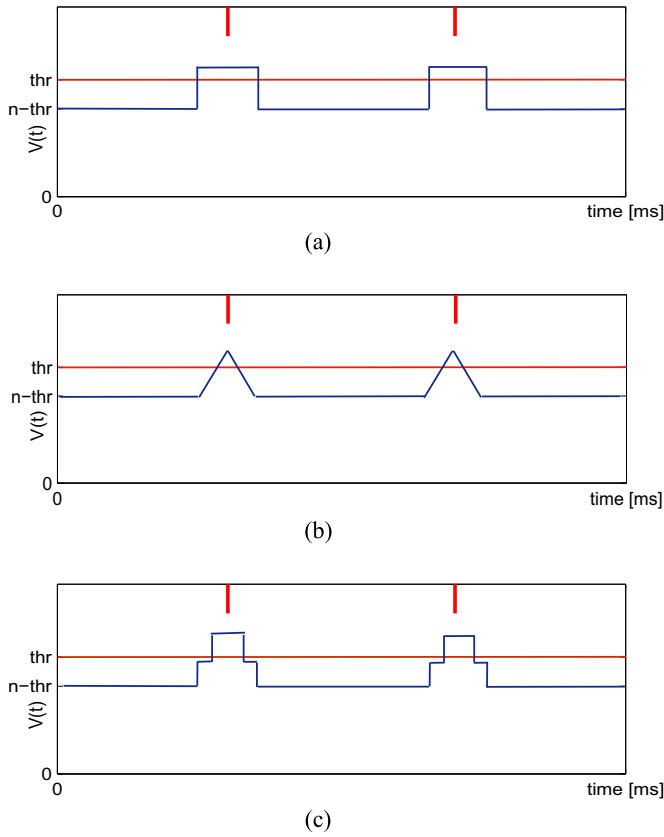 thr
n−thr
V(t)
0
0
time [ms]
(a)
thr
n−thr
V(t)
0
0
time [ms]
(b)
thr
n−thr
V(t)
0
0
time [ms]
(c)